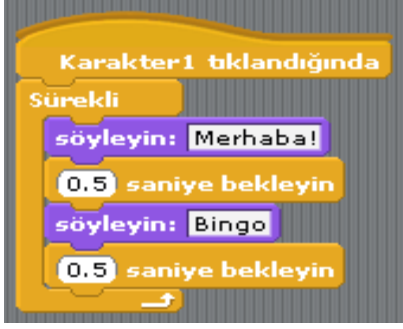 Karakter1 tıklandığında
Sürekli
söyleyin: Merhaba!
0.5 saniye bekleyin
söyleyin: Bingo
0.5 saniye bekleyin